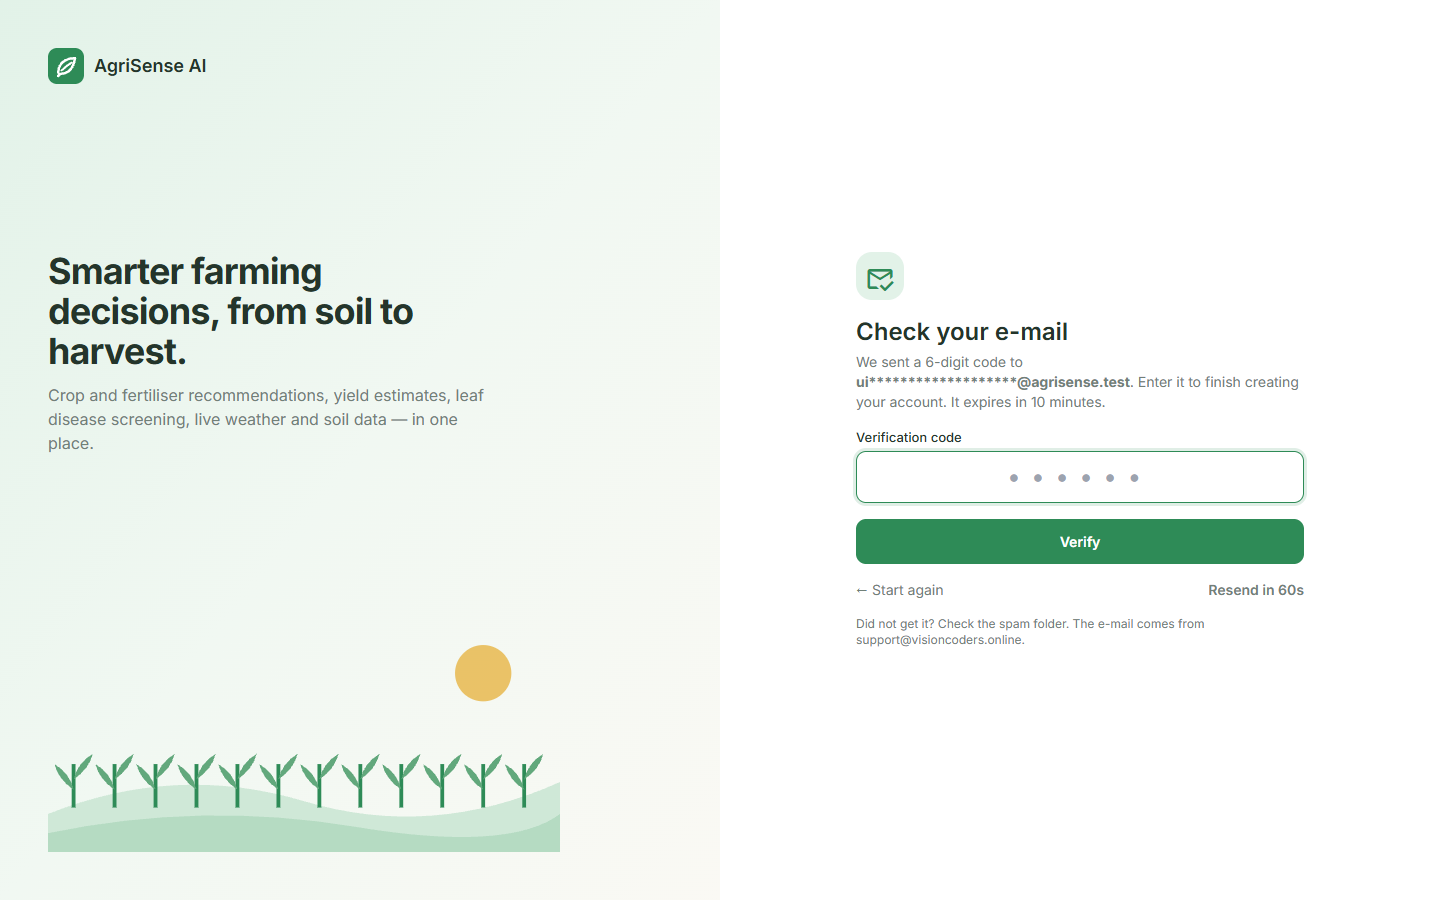 AgriSense AI
Smarter farming
decisions, from soil to
harvest.
Crop and fertiliser recommendations, yield estimates, leaf
disease screening, live weather and soil data — in one
place.
Check your e-mail
We sent a 6-digit code to
ui*******************@agrisense.test. Enter it to finish creating
your account. It expires in 10 minutes.
Verification code
● ● ● ● ● ●
Verify
← Start again
Resend in 60s
Did not get it? Check the spam folder. The e-mail comes from
support@visioncoders.online.